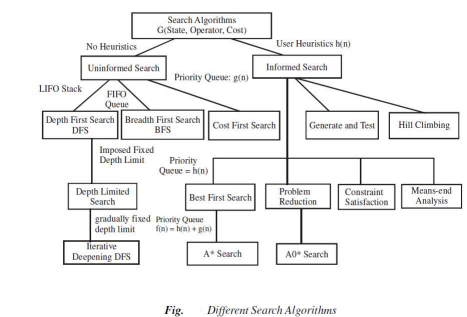 Search Algorithms
G(State, Operator, Cost)
No Heuristics
User Heuristics h(n)
Uninformed Search
Priority Queue: g(n)
Informed Search
LIFO Stack
FIFO
Queue
Depth First Search
DFS
Breadth First Search
BFS
Cost First Search
Generate and Test
Hill Climbing
Imposed Fixed
Depth Limit
Priority
Queue = h(n)
Depth Limited
Search
Best First Search
Problem
Reduction
Constraint
Satisfaction
Means-end
Analysis
gradually fixed
depth limit
Priority Queue
f(n) = h(n) + g(n)
Iterative
Deepening DFS
A* Search
A0* Search
Fig. Different Search Algorithms